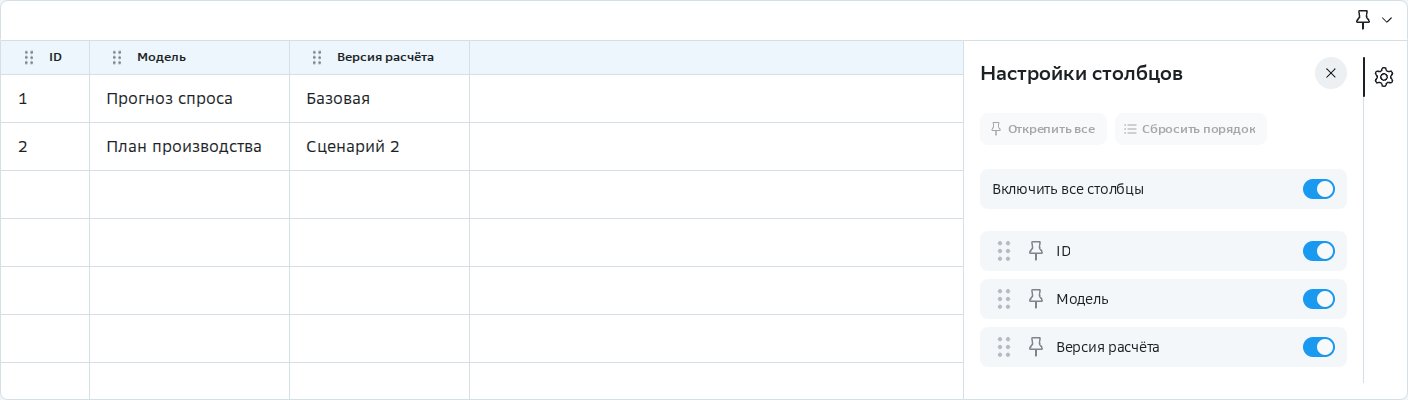 ID Модель Версия расчёта
1 Прогноз спроса Базовая
2 План производства Сценарий 2
Настройки столбцов
Открепить все Сбросить порядок
Включить все столбцы
ID
Модель
Версия расчёта